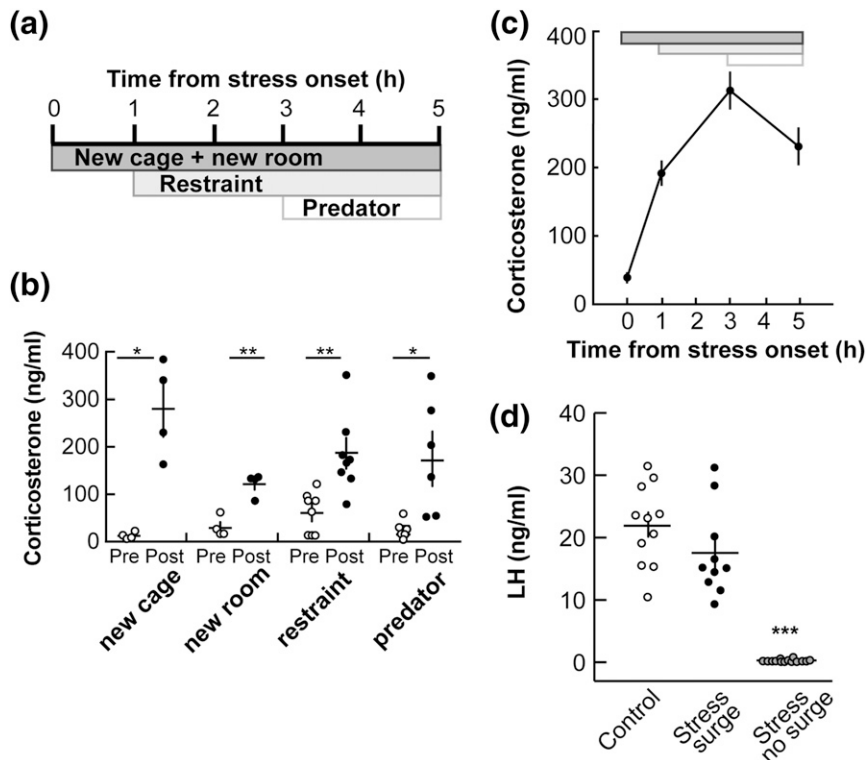 (a)
Time from stress onset (h)
0 1 2 3 4 5
New cage + new room
Restraint
Predator
(b)
Corticosterone (ng/ml)
400
300
200
100
0
* ** ** *
Pre Post Pre Post Pre Post Pre Post
new cage
new room
restraint
predator
(c)
Corticosterone (ng/ml)
400
300
200
100
0
0 1 2 3 4 5
Time from stress onset (h)
(d)
LH (ng/ml)
40
30
20
10
0
***
Control
Stress
surge
Stress
no surge